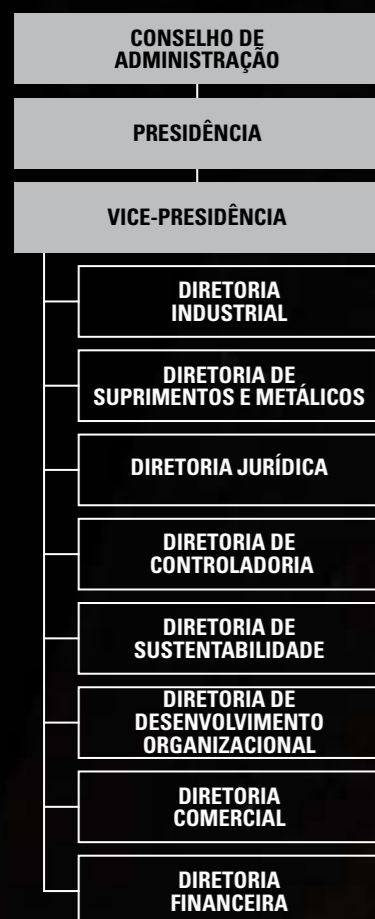 CONSELHO DE
ADMINISTRAÇÃO
PRESIDÊNCIA
VICE-PRESIDÊNCIA
DIRETORIA
INDUSTRIAL
DIRETORIA DE
SUPRIMENTOS E METÁLICOS
DIRETORIA JURÍDICA
DIRETORIA DE
CONTROLADORIA
DIRETORIA DE
SUSTENTABILIDADE
DIRETORIA DE
DESENVOLVIMENTO
ORGANIZACIONAL
DIRETORIA
COMERCIAL
DIRETORIA
FINANCEIRA